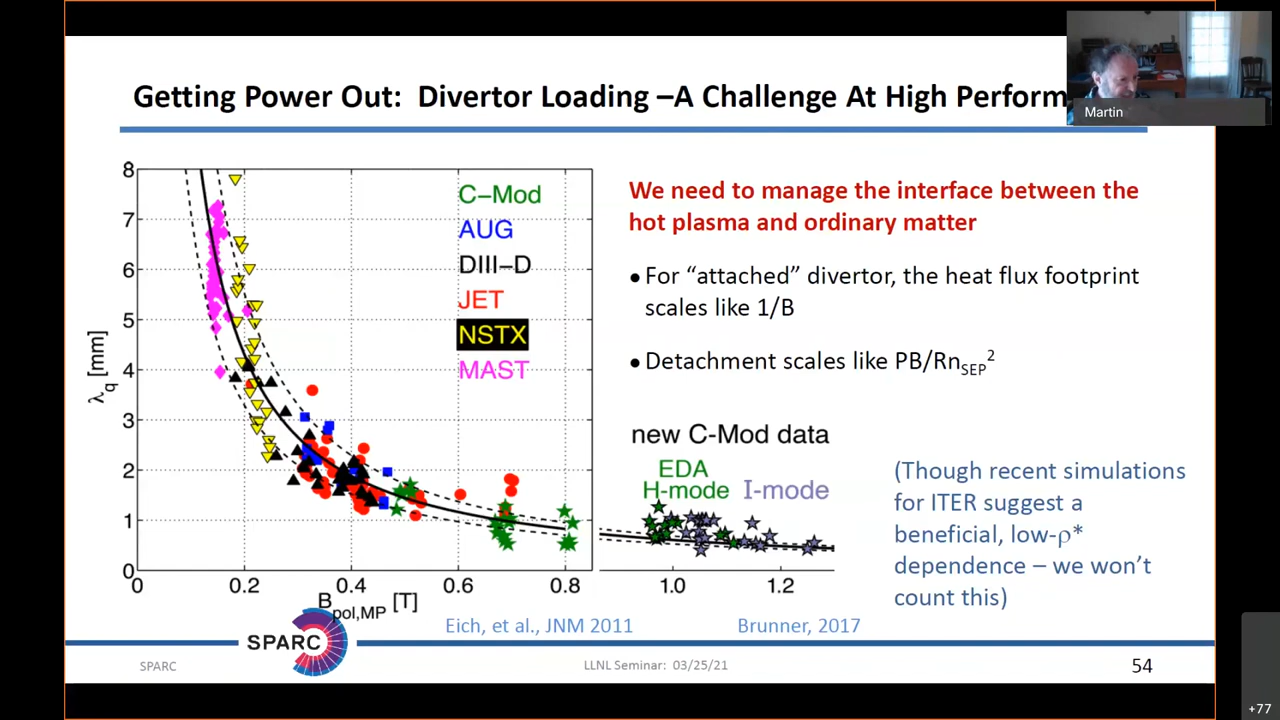 Getting Power Out: Divertor Loading –A Challenge At High Perform
Martin
8
7
6
5
4
3
2
1
0
λq [mm]
C–Mod
AUG
DIII–D
JET
NSTX
MAST
0 0.2 0.4 0.6 0.8
Bpol,MP [T]
We need to manage the interface between the
hot plasma and ordinary matter
● For “attached” divertor, the heat flux footprint
scales like 1/B
● Detachment scales like PB/RnSEP²
new C-Mod data
EDA
H-mode
I-mode
1.0 1.2
(Though recent simulations
for ITER suggest a
beneficial, low-ρ*
dependence – we won’t
count this)
Eich, et al., JNM 2011
Brunner, 2017
SPARC
SPARC
LLNL Seminar: 03/25/21
54
+77